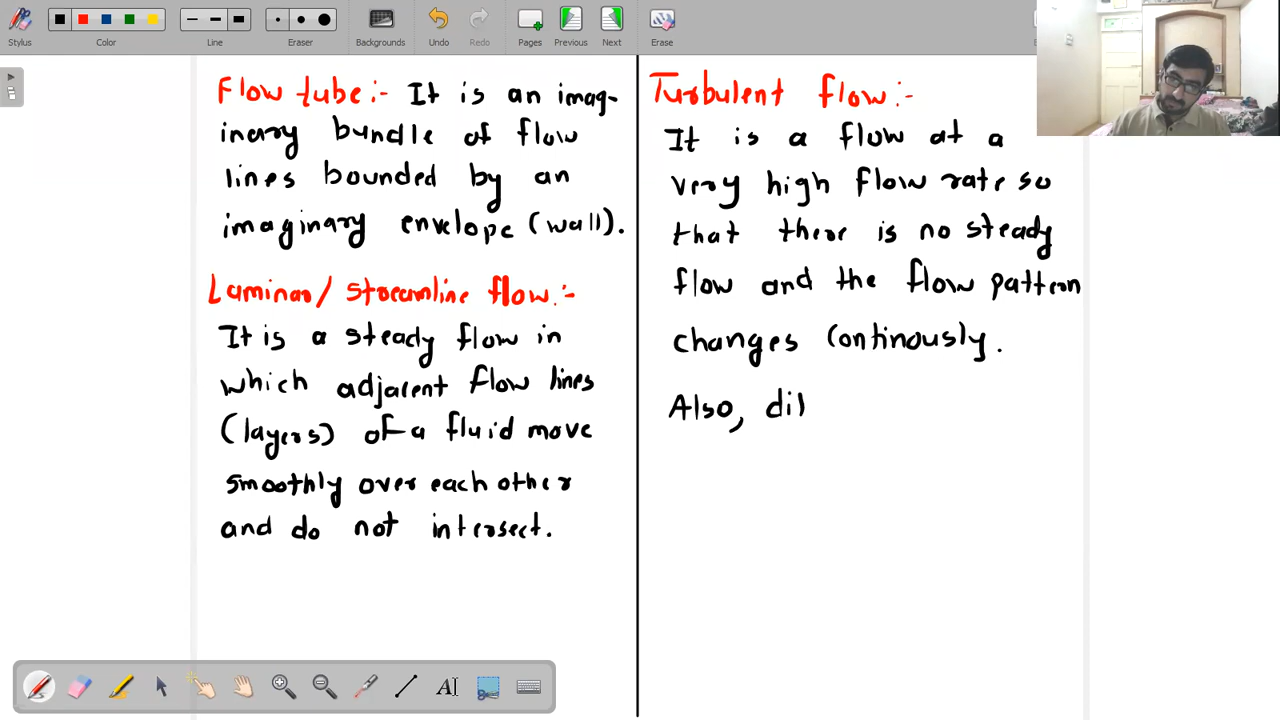 Stylus
Color
Line
Eraser
Backgrounds
Undo
Redo
Pages
Previous
Next
Erase
Flow tube:- It is an imag-
inary bundle of flow
lines bounded by an
imaginary envelope (wall).
Laminar/streamline flow:-
It is a steady flow in
which adjacent flow lines
(layers) of a fluid move
smoothly over each other
and do not intersect.
Turbulent flow:-
It is a flow at a
very high flow rate so
that there is no steady
flow and the flow pattern
changes continously.
Also,